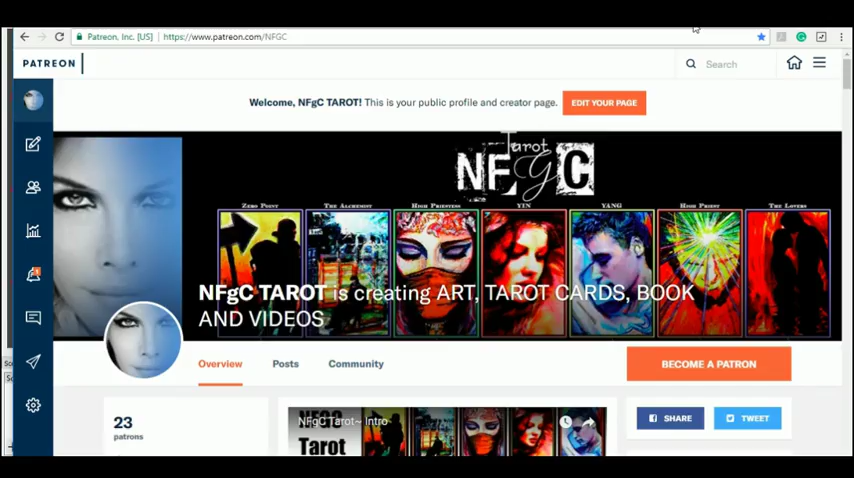 Patreon, Inc. [US] https://www.patreon.com/NFGC
PATREON
Search
Welcome, NFgC TAROT! This is your public profile and creator page.
EDIT YOUR PAGE
Tarot
NFgC
ZERO POINT THE ALCHEMIST HIGH PRIESTESS YIN YANG HIGH PRIEST THE LOVERS
NFgC TAROT is creating ART, TAROT CARDS, BOOK
AND VIDEOS
Overview Posts Community
BECOME A PATRON
23
patrons
NFGC Tarot~ Intro
Tarot
SHARE
TWEET